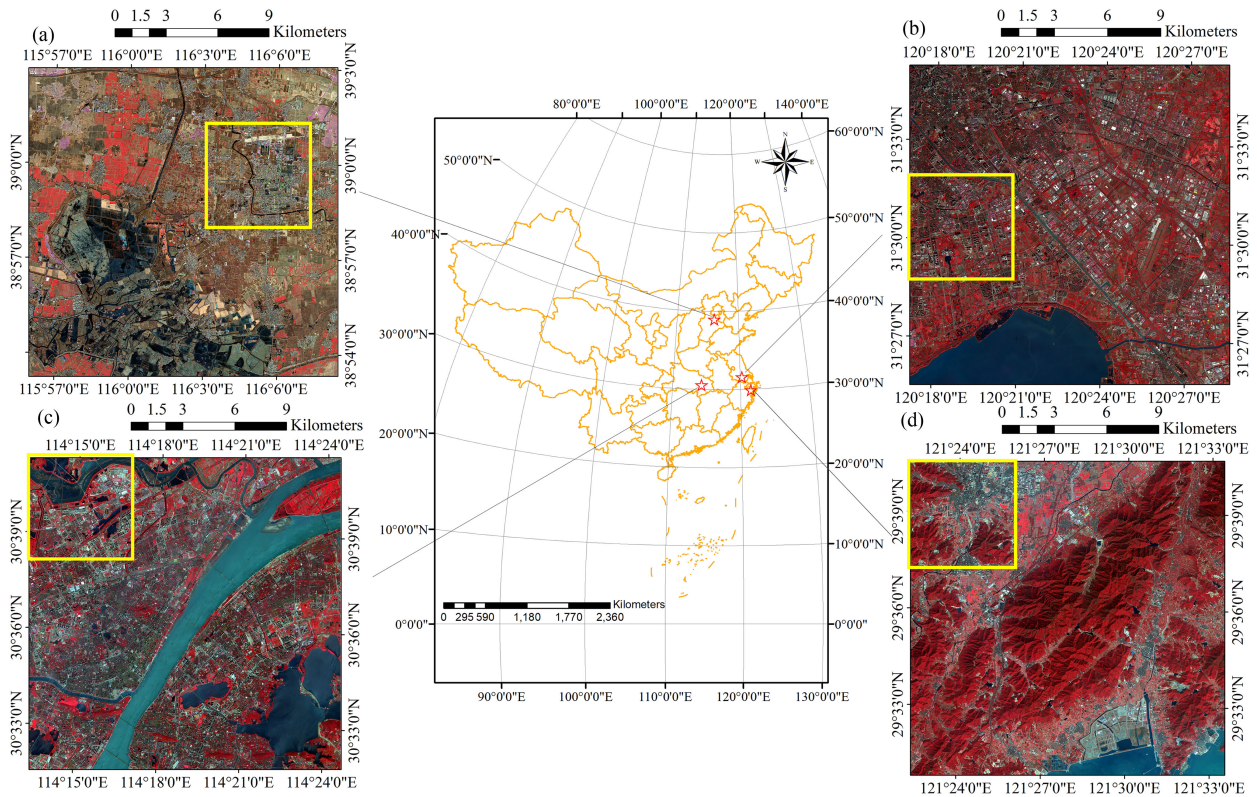 (a)
0 1.5 3 6 9
Kilometers
115°57'0"E 116°0'0"E 116°3'0"E 116°6'0"E
39°3'0"N
39°0'0"N
39°0'0"N
38°57'0"N
38°57'0"N
38°54'0"N
115°57'0"E 116°0'0"E 116°3'0"E 116°6'0"E
(b)
0 1.5 3 6 9
Kilometers
120°18'0"E 120°21'0"E 120°24'0"E 120°27'0"E
31°33'0"N
31°33'0"N
31°30'0"N
31°30'0"N
31°27'0"N
31°27'0"N
120°18'0"E 120°21'0"E 120°24'0"E 120°27'0"E
80°0'0"E 100°0'0"E 120°0'0"E 140°0'0"E
60°0'0"N
50°0'0"N
50°0'0"N
40°0'0"N
40°0'0"N
30°0'0"N
30°0'0"N
20°0'0"N
20°0'0"N
10°0'0"N
10°0'0"N
0°0'0"
0°0'0"
N
W E
S
Kilometers
0 295 590 1,180 1,770 2,360
90°0'0"E 100°0'0"E 110°0'0"E 120°0'0"E 130°0'0"E
(c)
0 1.5 3 6 9
Kilometers
114°15'0"E 114°18'0"E 114°21'0"E 114°24'0"E
30°39'0"N
30°39'0"N
30°36'0"N
30°36'0"N
30°33'0"N
30°33'0"N
114°15'0"E 114°18'0"E 114°21'0"E 114°24'0"E
(d)
0 1.5 3 6 9
Kilometers
121°24'0"E 121°27'0"E 121°30'0"E 121°33'0"E
29°39'0"N
29°39'0"N
29°36'0"N
29°36'0"N
29°33'0"N
29°33'0"N
121°24'0"E 121°27'0"E 121°30'0"E 121°33'0"E